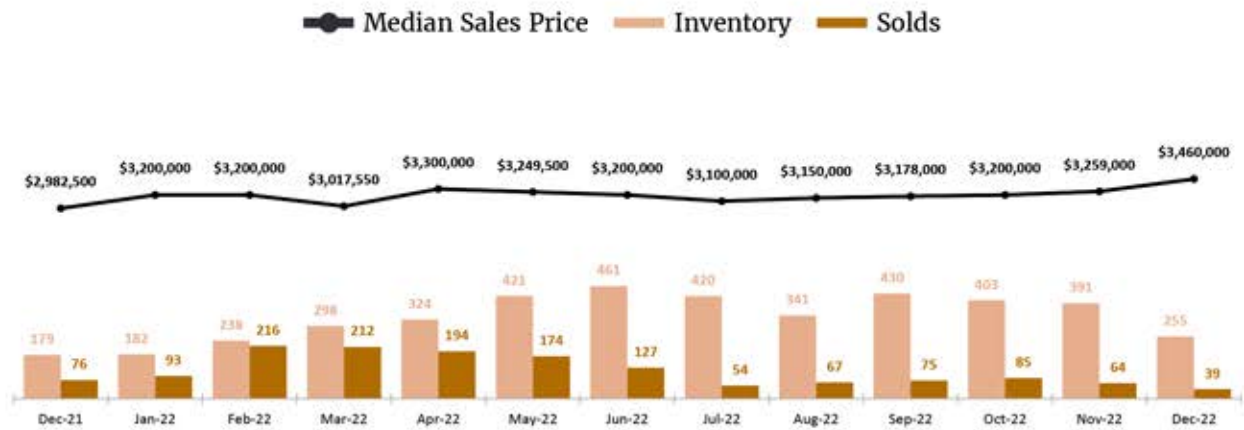 Median Sales Price Inventory Solds
$2,982,500 $3,200,000 $3,200,000 $3,017,550 $3,300,000 $3,249,500 $3,200,000 $3,100,000 $3,150,000 $3,178,000 $3,200,000 $3,259,000 $3,460,000
179 182 238 298 324 421 461 420 341 430 403 391 255
76 93 216 212 194 174 127 54 67 75 85 64 39
Dec-21 Jan-22 Feb-22 Mar-22 Apr-22 May-22 Jun-22 Jul-22 Aug-22 Sep-22 Oct-22 Nov-22 Dec-22